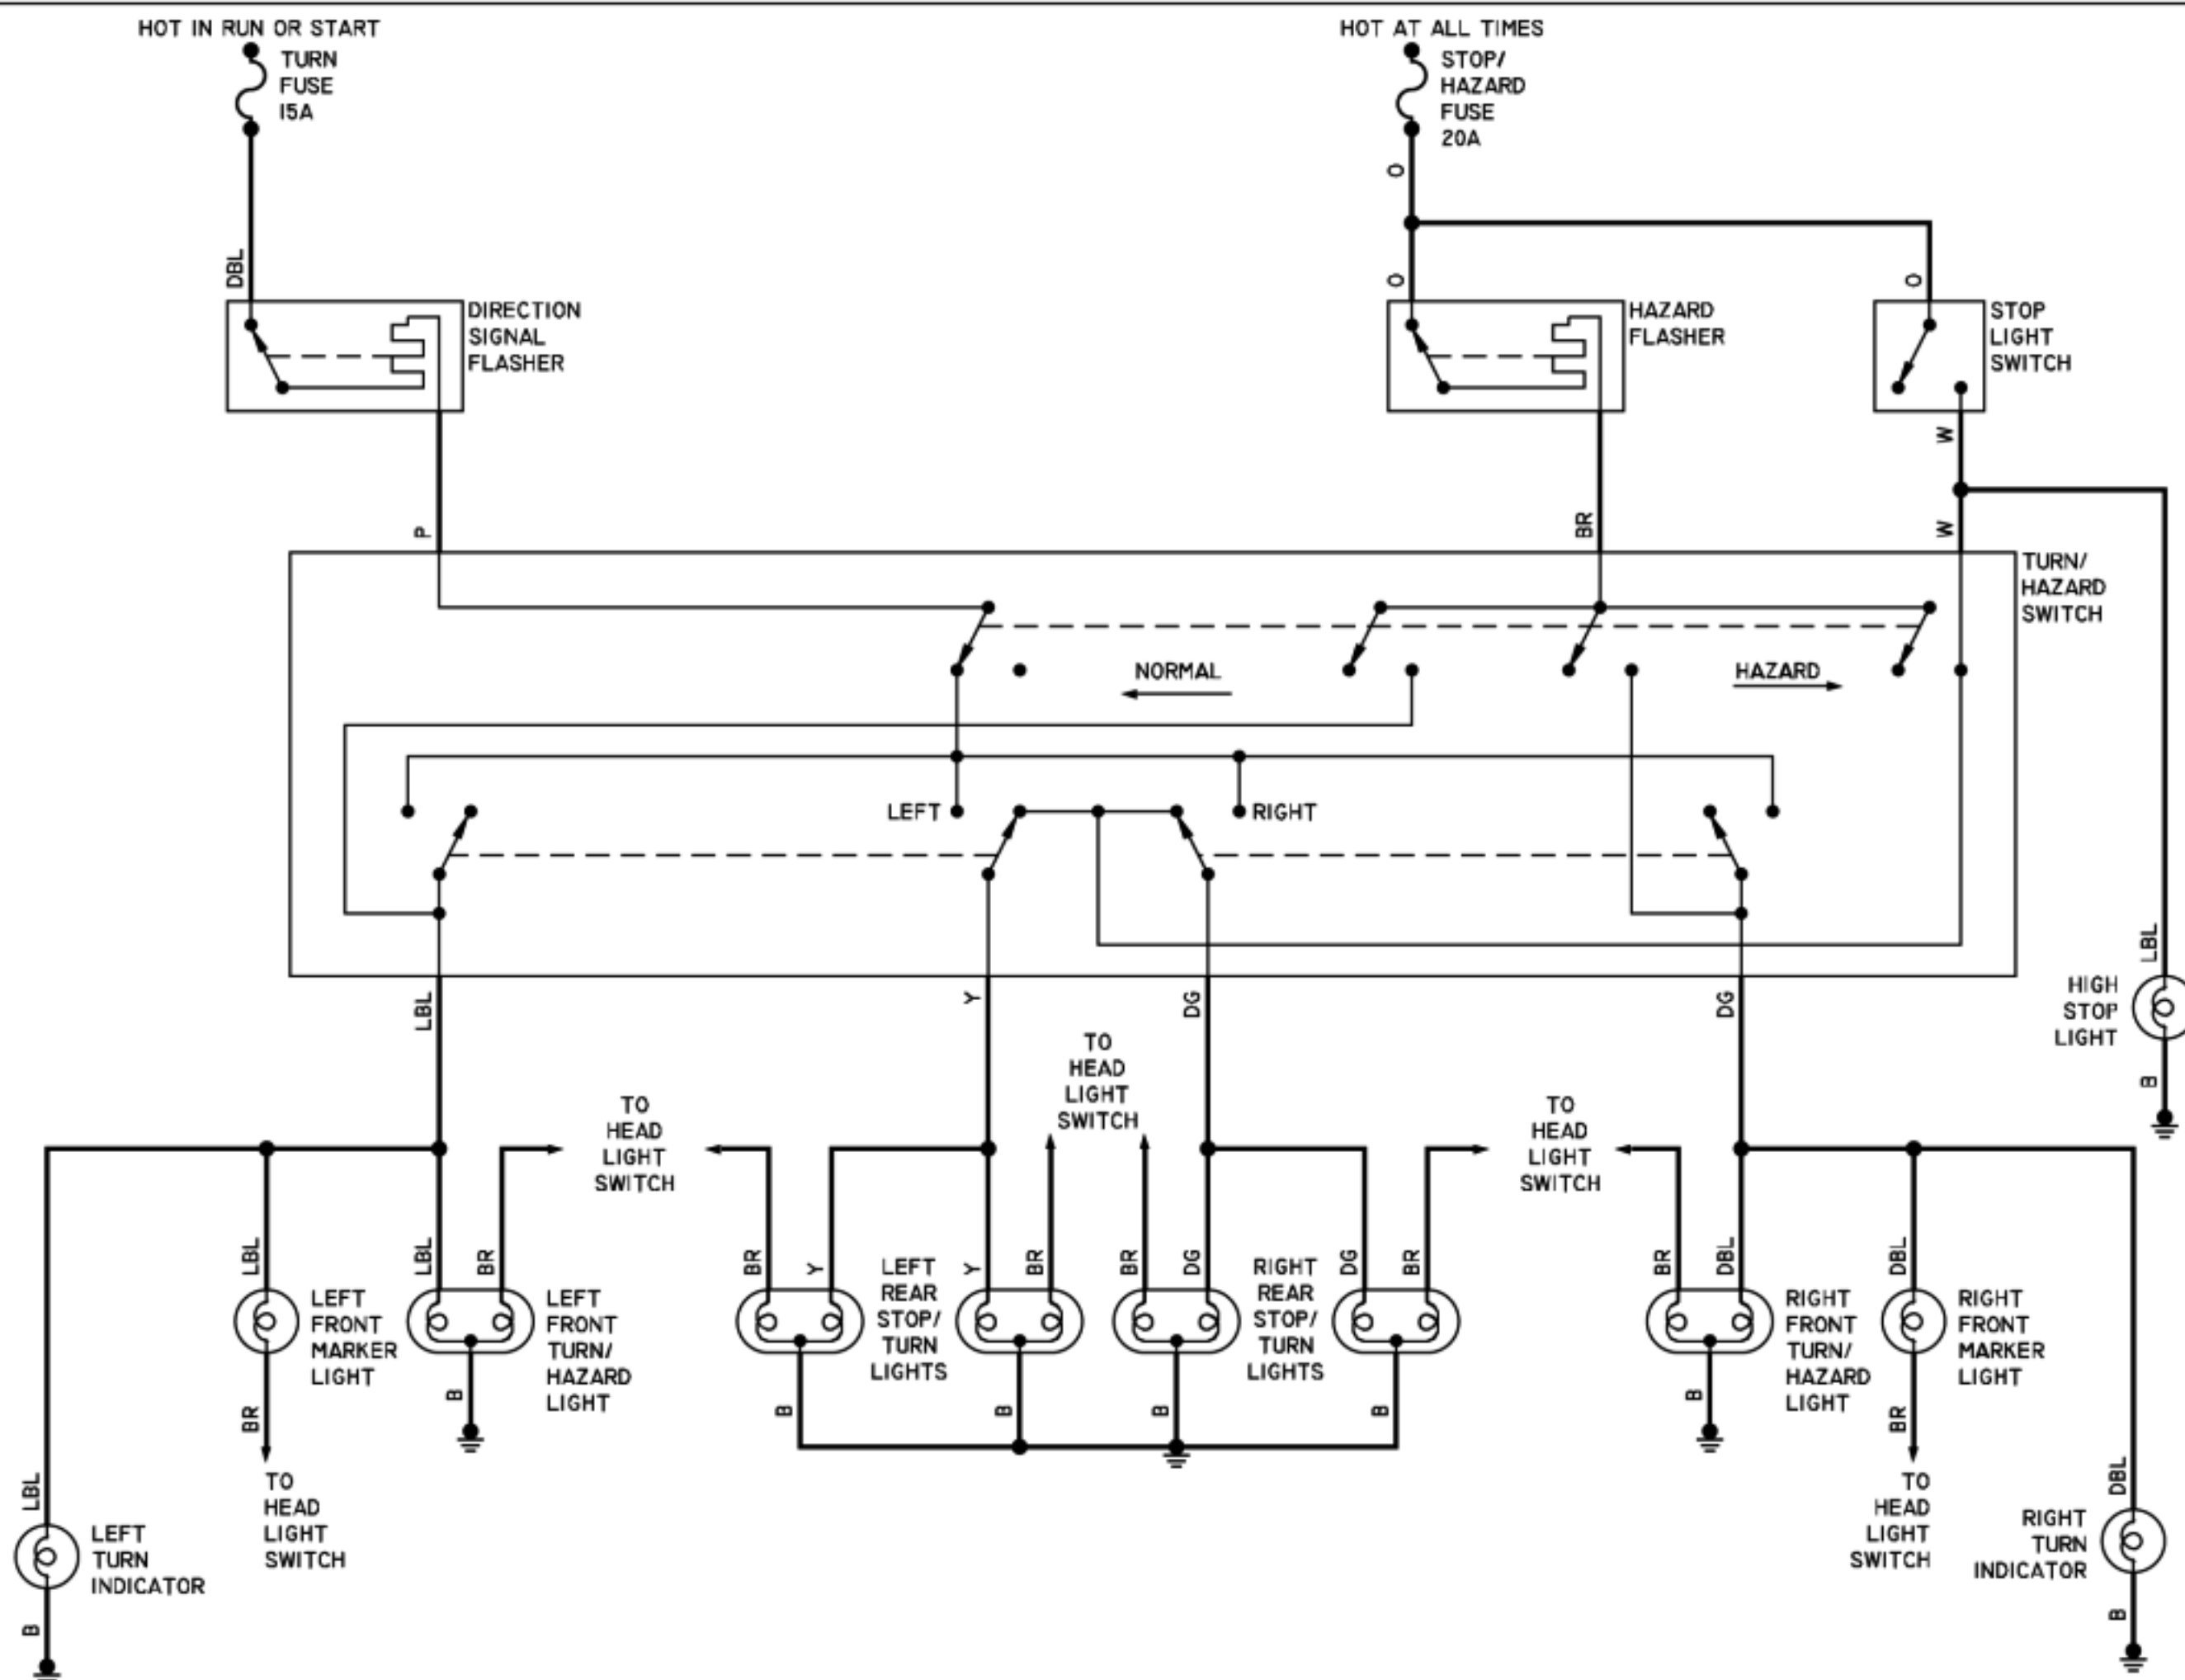 HOT IN RUN OR START
TURN
FUSE
15A
HOT AT ALL TIMES
STOP/
HAZARD
FUSE
20A
O
DBL
O
O
DIRECTION
SIGNAL
FLASHER
HAZARD
FLASHER
STOP
LIGHT
SWITCH
W
P
BR
W
TURN/
HAZARD
SWITCH
NORMAL
HAZARD
LEFT
RIGHT
LBL
Y
DG
DG
LBL
HIGH
STOP
LIGHT
B
TO
HEAD
LIGHT
SWITCH
TO
HEAD
LIGHT
SWITCH
TO
HEAD
LIGHT
SWITCH
LBL
LBL
BR
BR
Y
Y
BR
BR
DG
DG
BR
BR
DBL
DBL
LEFT
FRONT
MARKER
LIGHT
LEFT
FRONT
TURN/
HAZARD
LIGHT
LEFT
REAR
STOP/
TURN
LIGHTS
RIGHT
REAR
STOP/
TURN
LIGHTS
RIGHT
FRONT
TURN/
HAZARD
LIGHT
RIGHT
FRONT
MARKER
LIGHT
BR
B
B
B
B
B
B
BR
LBL
TO
HEAD
LIGHT
SWITCH
TO
HEAD
LIGHT
SWITCH
DBL
LEFT
TURN
INDICATOR
RIGHT
TURN
INDICATOR
B
B